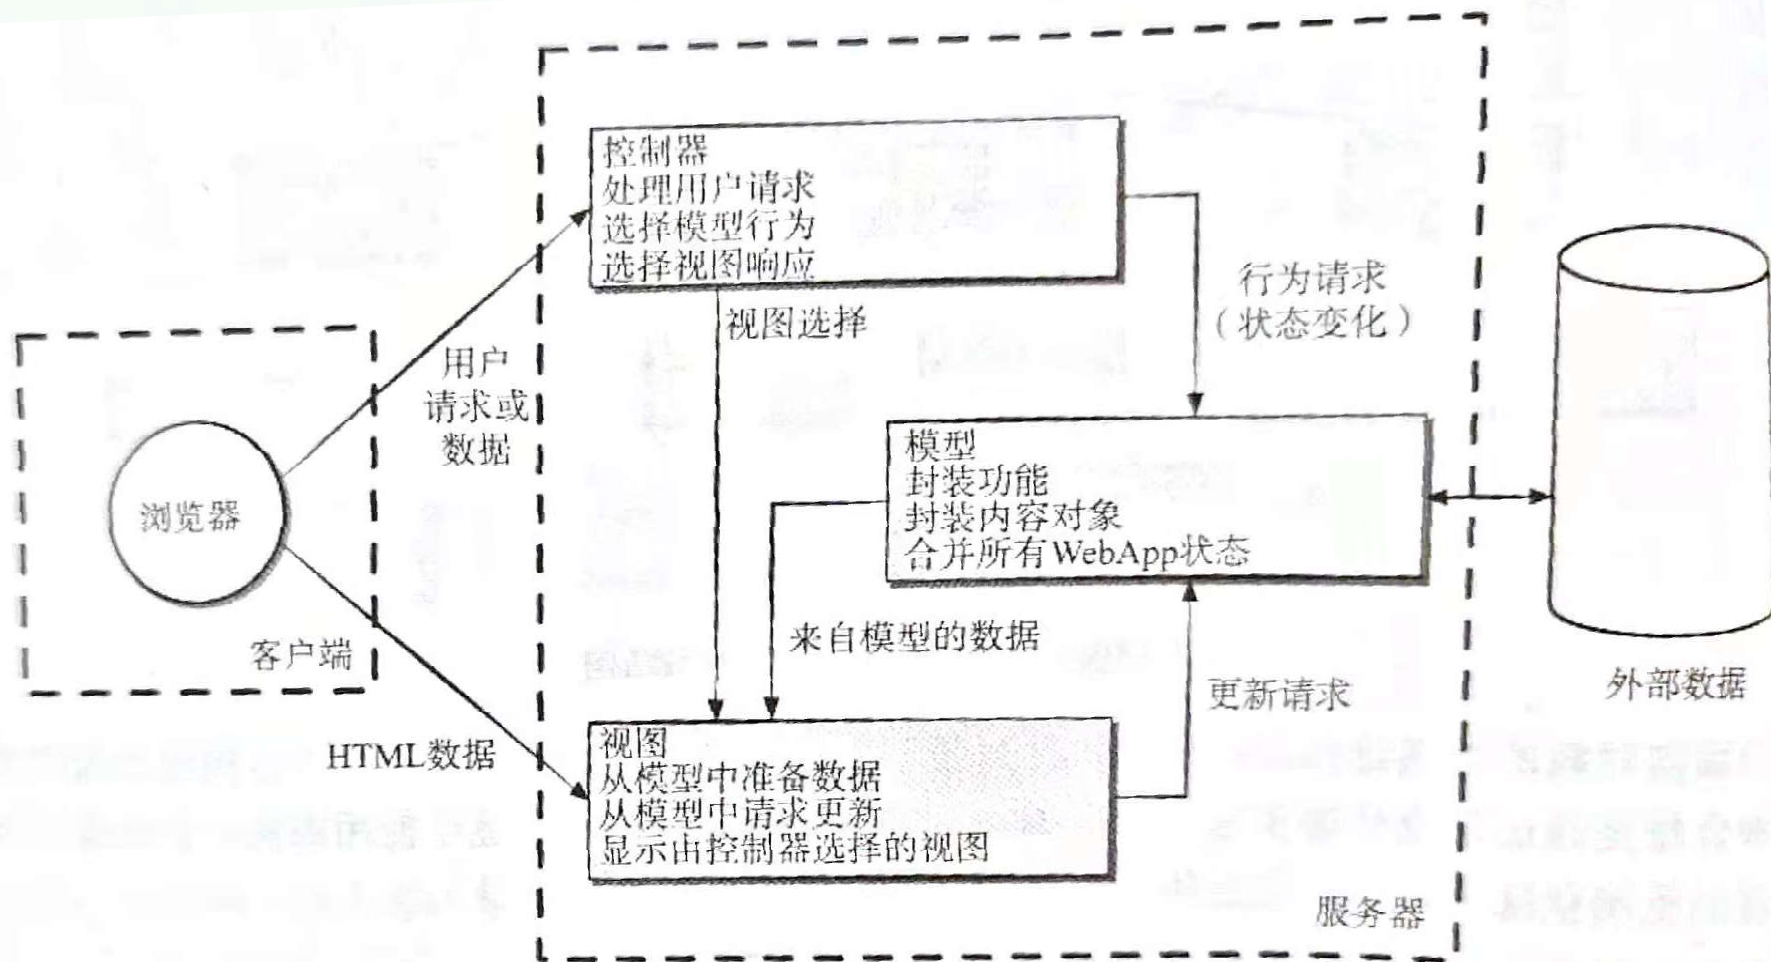 控制器
处理用户请求
选择模型行为
选择视图响应
视图选择
行为请求
（状态变化）
用户
请求或
数据
浏览器
客户端
模型
封装功能
封装内容对象
合并所有WebApp状态
来自模型的数据
更新请求
外部数据
HTML数据
视图
从模型中准备数据
从模型中请求更新
显示由控制器选择的视图
服务器